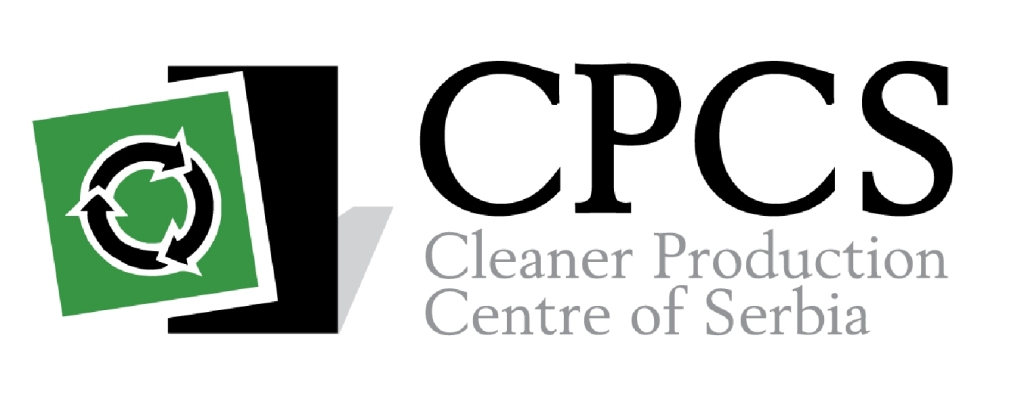 CPCS
Cleaner Production
Centre of Serbia